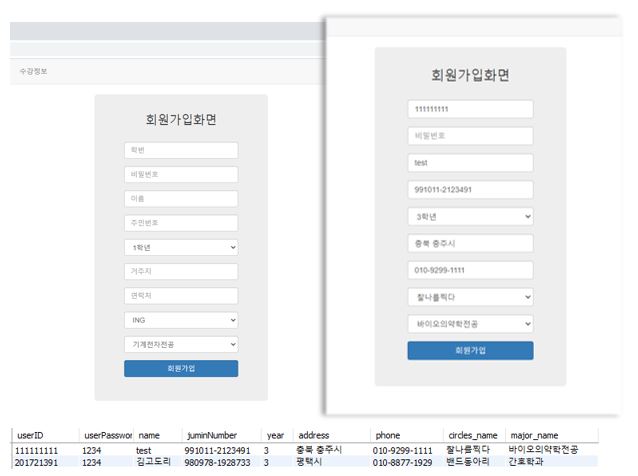 수강정보
회원가입화면
학번
비밀번호
이름
주민번호
1학년
거주지
연락처
ING
기계전자전공
회원가입
회원가입화면
111111111
비밀번호
test
991011-2123491
3학년
충북 충주시
010-9299-1111
찰나를찍다
바이오의약학전공
회원가입
userID userPasswor name juminNumber year address phone circles_name major_name
111111111 1234 test 991011-2123491 3 충북 충주시 010-9299-1111 찰나를찍다 바이오의약학전공
201721391 1234 김고도리 980978-1928733 3 평택시 010-8877-1929 밴드동아리 간호학과